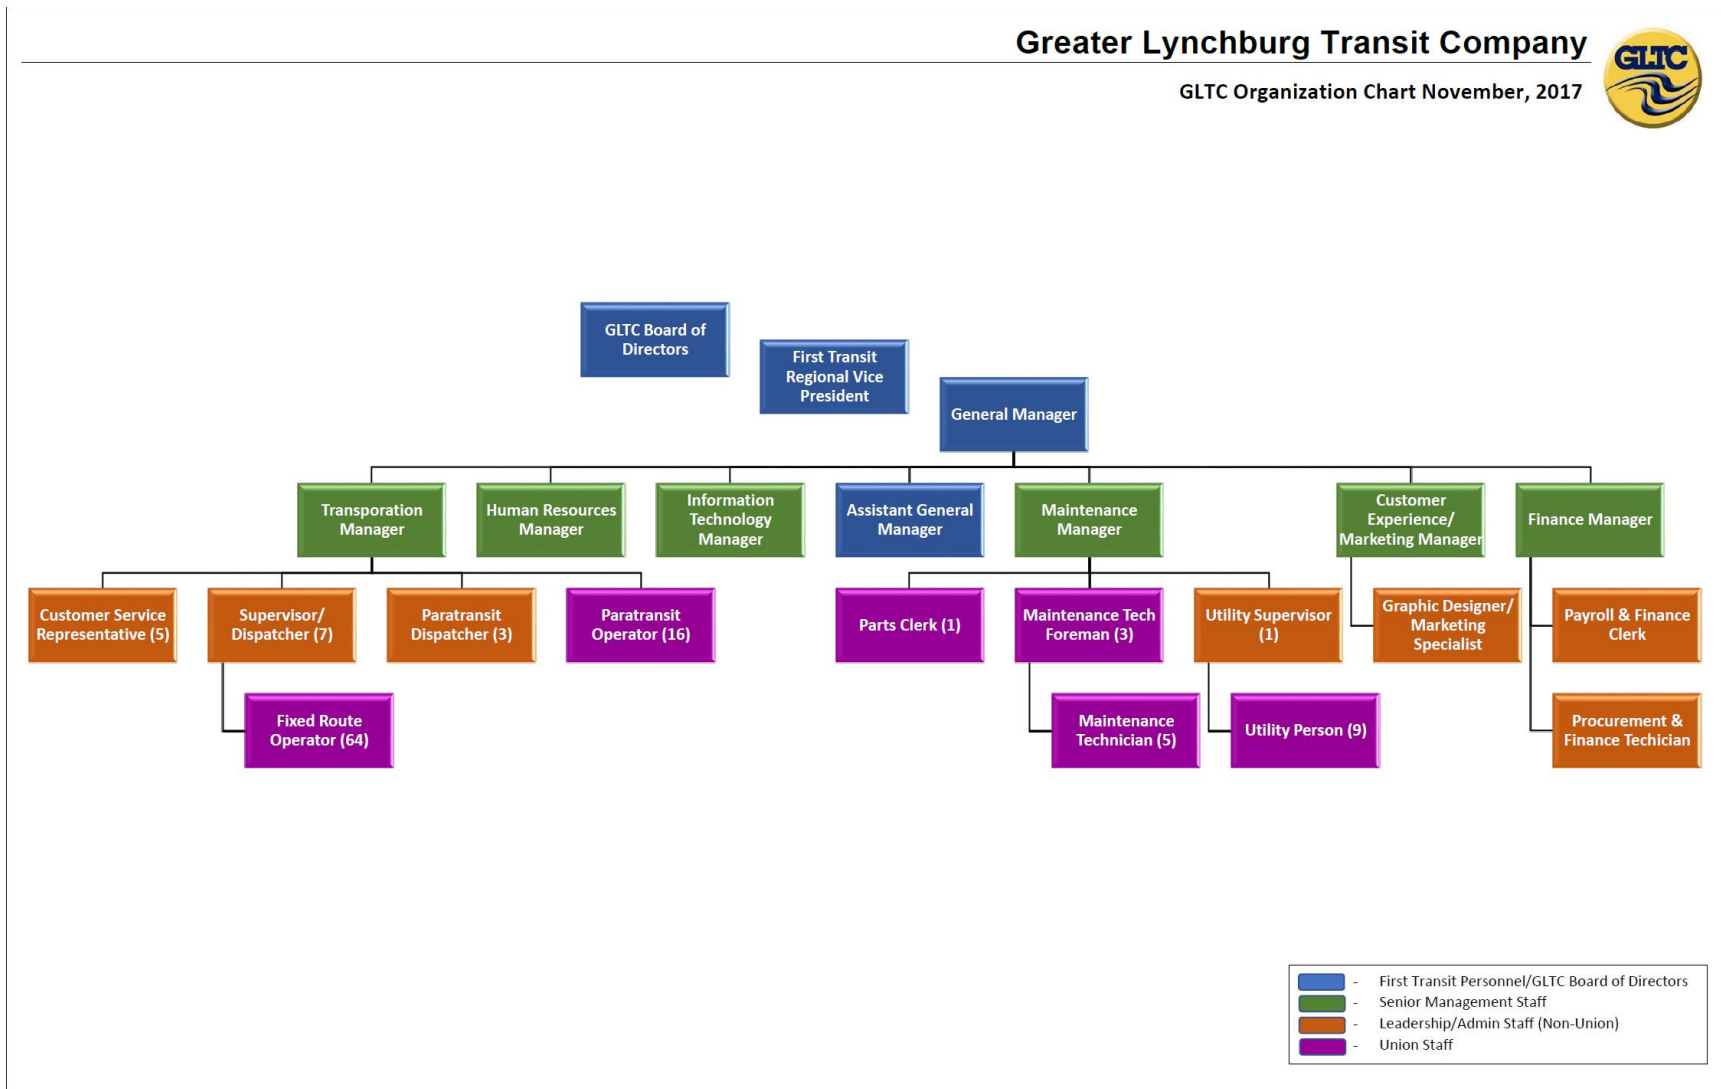 Greater Lynchburg Transit Company
GLTC
GLTC Organization Chart November, 2017
GLTC Board of
Directors
First Transit
Regional Vice
President
General Manager
Transporation
Manager
Human Resources
Manager
Information
Technology
Manager
Assistant General
Manager
Maintenance
Manager
Customer
Experience/
Marketing Manager
Finance Manager
Customer Service
Representative (5)
Supervisor/
Dispatcher (7)
Paratransit
Dispatcher (3)
Paratransit
Operator (16)
Parts Clerk (1)
Maintenance Tech
Foreman (3)
Utility Supervisor
(1)
Graphic Designer/
Marketing
Specialist
Payroll & Finance
Clerk
Fixed Route
Operator (64)
Maintenance
Technician (5)
Utility Person (9)
Procurement &
Finance Techician
- First Transit Personnel/GLTC Board of Directors
- Senior Management Staff
- Leadership/Admin Staff (Non-Union)
- Union Staff